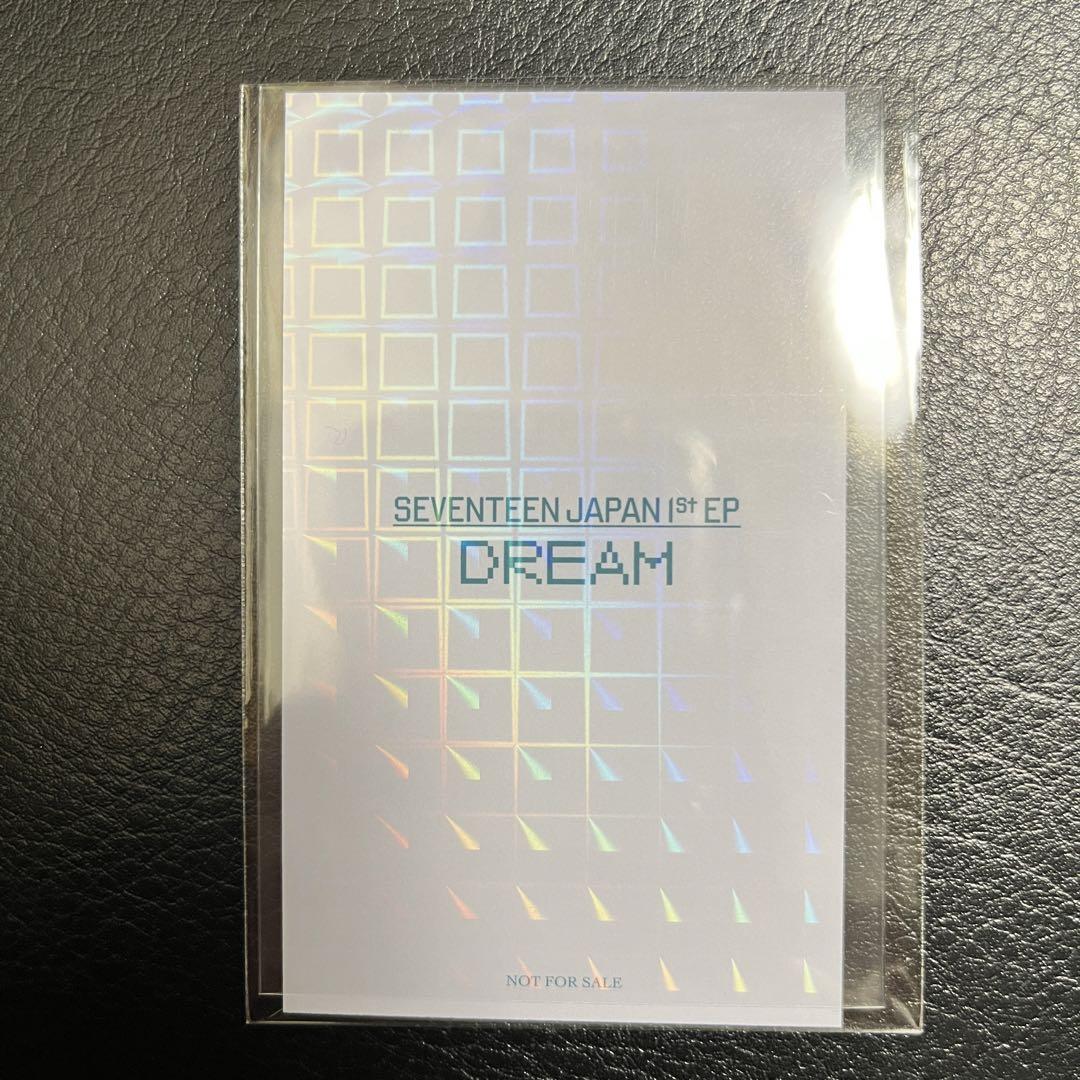 SEVENTEEN JAPAN 1st EP
DREAM
NOT FOR SALE